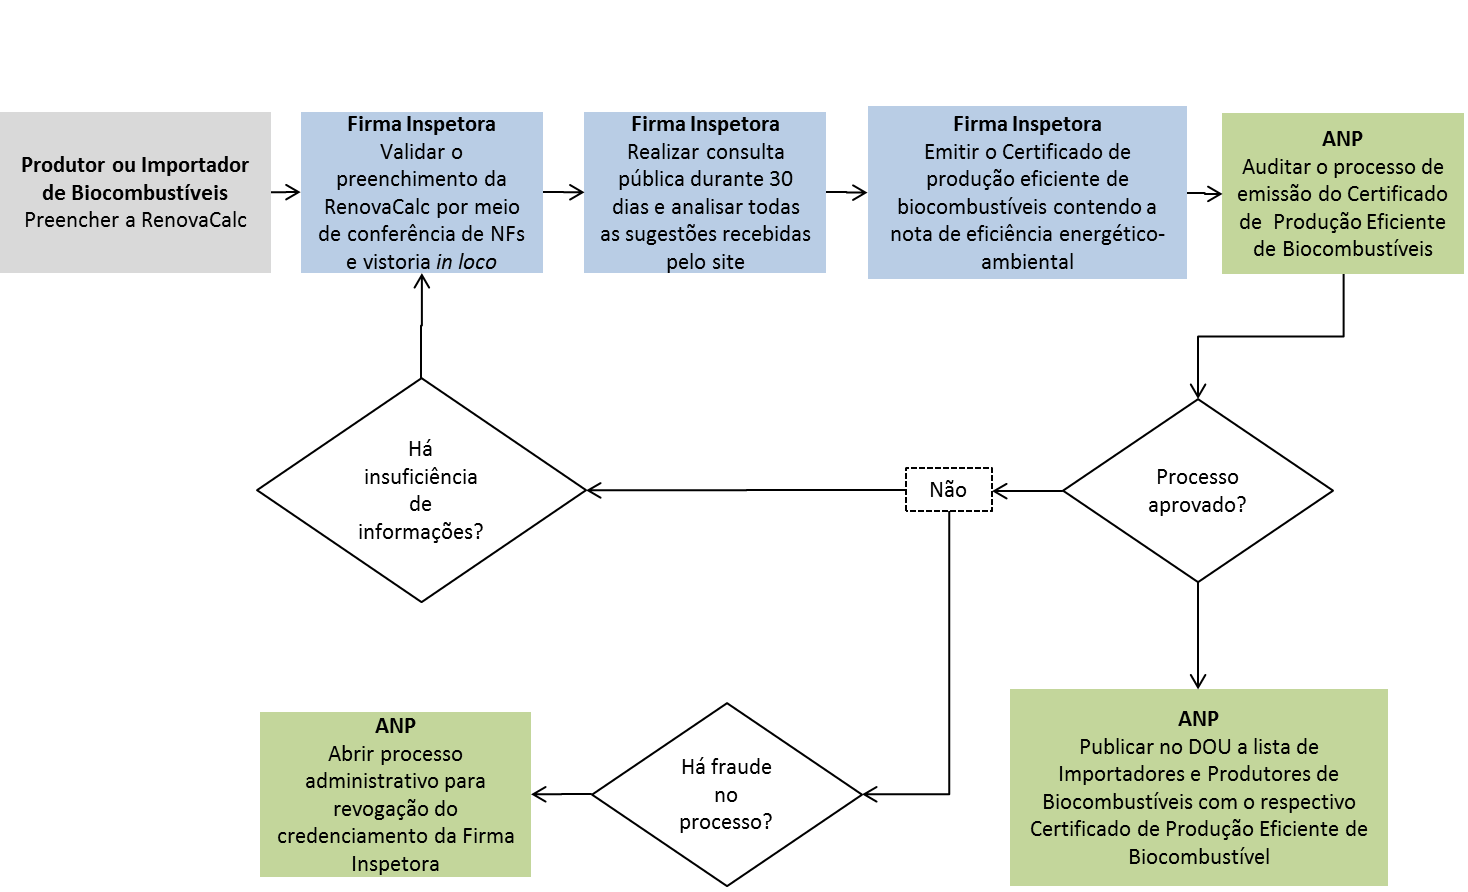 Produtor ou Importador
de Biocombustíveis
Preencher a RenovaCalc
Firma Inspetora
Validar o
preenchimento da
RenovaCalc por meio
de conferência de NFs
e vistoria in loco
Firma Inspetora
Realizar consulta
pública durante 30
dias e analisar todas
as sugestões recebidas
pelo site
Firma Inspetora
Emitir o Certificado de
produção eficiente de
biocombustíveis contendo a
nota de eficiência energético-
ambiental
ANP
Auditar o processo de
emissão do Certificado
de Produção Eficiente
de Biocombustíveis
Há
insuficiência
de
informações?
Não
Processo
aprovado?
ANP
Abrir processo
administrativo para
revogação do
credenciamento da Firma
Inspetora
Há fraude
no
processo?
ANP
Publicar no DOU a lista de
Importadores e Produtores de
Biocombustíveis com o respectivo
Certificado de Produção Eficiente de
Biocombustível